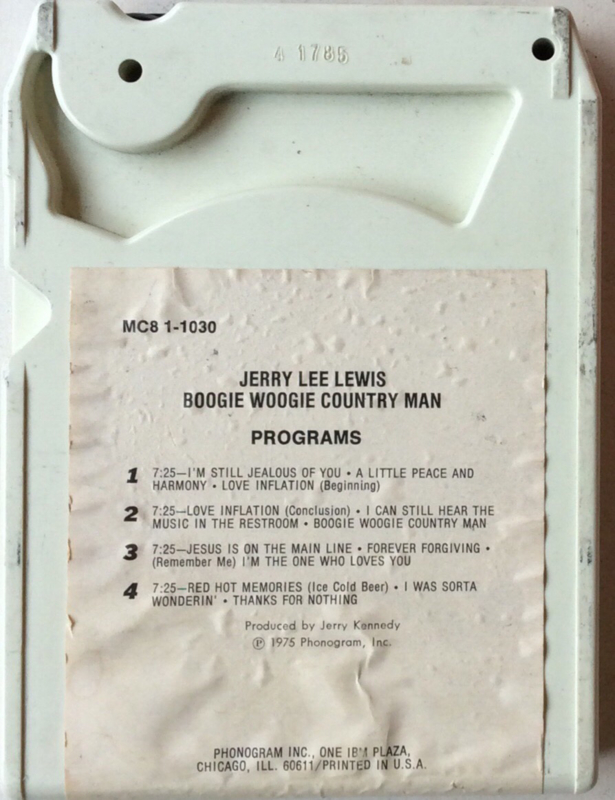 A 1785
MC8 1-1030
JERRY LEE LEWIS
BOOGIE WOOGIE COUNTRY MAN
PROGRAMS
1 7:25—I'M STILL JEALOUS OF YOU • A LITTLE PEACE AND
HARMONY • LOVE INFLATION (Beginning)
2 7:25—LOVE INFLATION (Conclusion) • I CAN STILL HEAR THE
MUSIC IN THE RESTROOM • BOOGIE WOOGIE COUNTRY MAN
3 7:25—JESUS IS ON THE MAIN LINE • FOREVER FORGIVING •
(Remember Me) I'M THE ONE WHO LOVES YOU
4 7:25—RED HOT MEMORIES (Ice Cold Beer) • I WAS SORTA
WONDERIN' • THANKS FOR NOTHING
Produced by Jerry Kennedy
℗ 1975 Phonogram, Inc.
PHONOGRAM INC., ONE IBM PLAZA,
CHICAGO, ILL. 60611/PRINTED IN U.S.A.